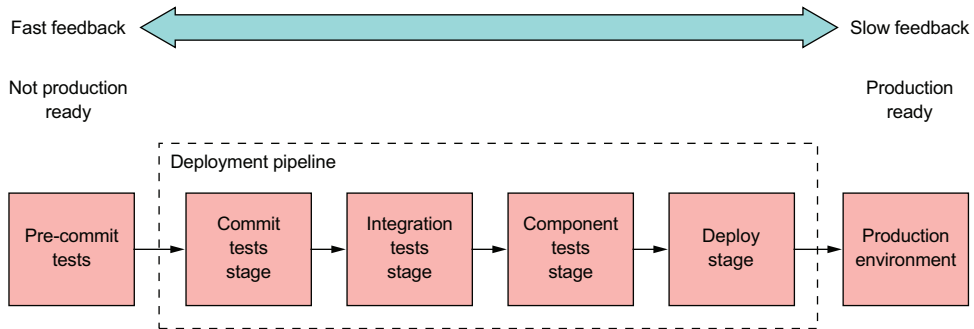 Fast feedback
Slow feedback
Not production
ready
Production
ready
Deployment pipeline
Pre-commit
tests
Commit
tests
stage
Integration
tests
stage
Component
tests
stage
Deploy
stage
Production
environment